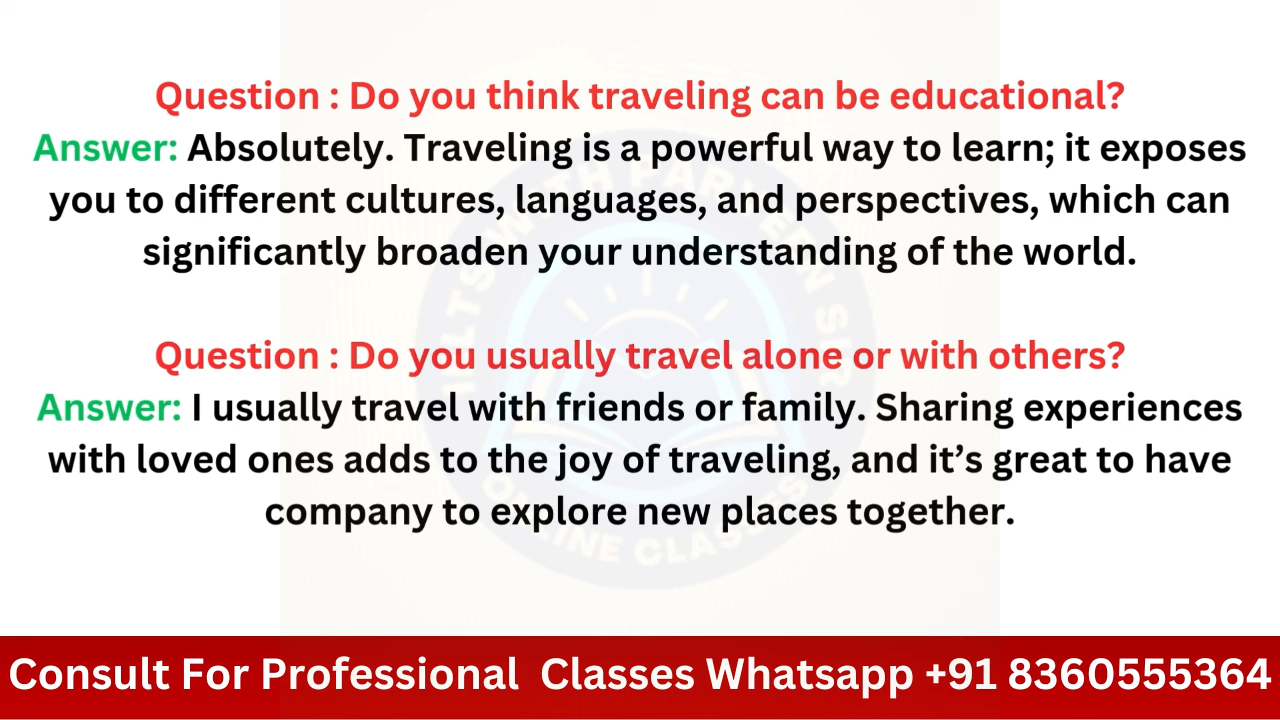 Question : Do you think traveling can be educational?
Answer: Absolutely. Traveling is a powerful way to learn; it exposes
you to different cultures, languages, and perspectives, which can
significantly broaden your understanding of the world.
Question : Do you usually travel alone or with others?
Answer: I usually travel with friends or family. Sharing experiences
with loved ones adds to the joy of traveling, and it’s great to have
company to explore new places together.
ONLINE CLASSES
Consult For Professional Classes Whatsapp +91 8360555364